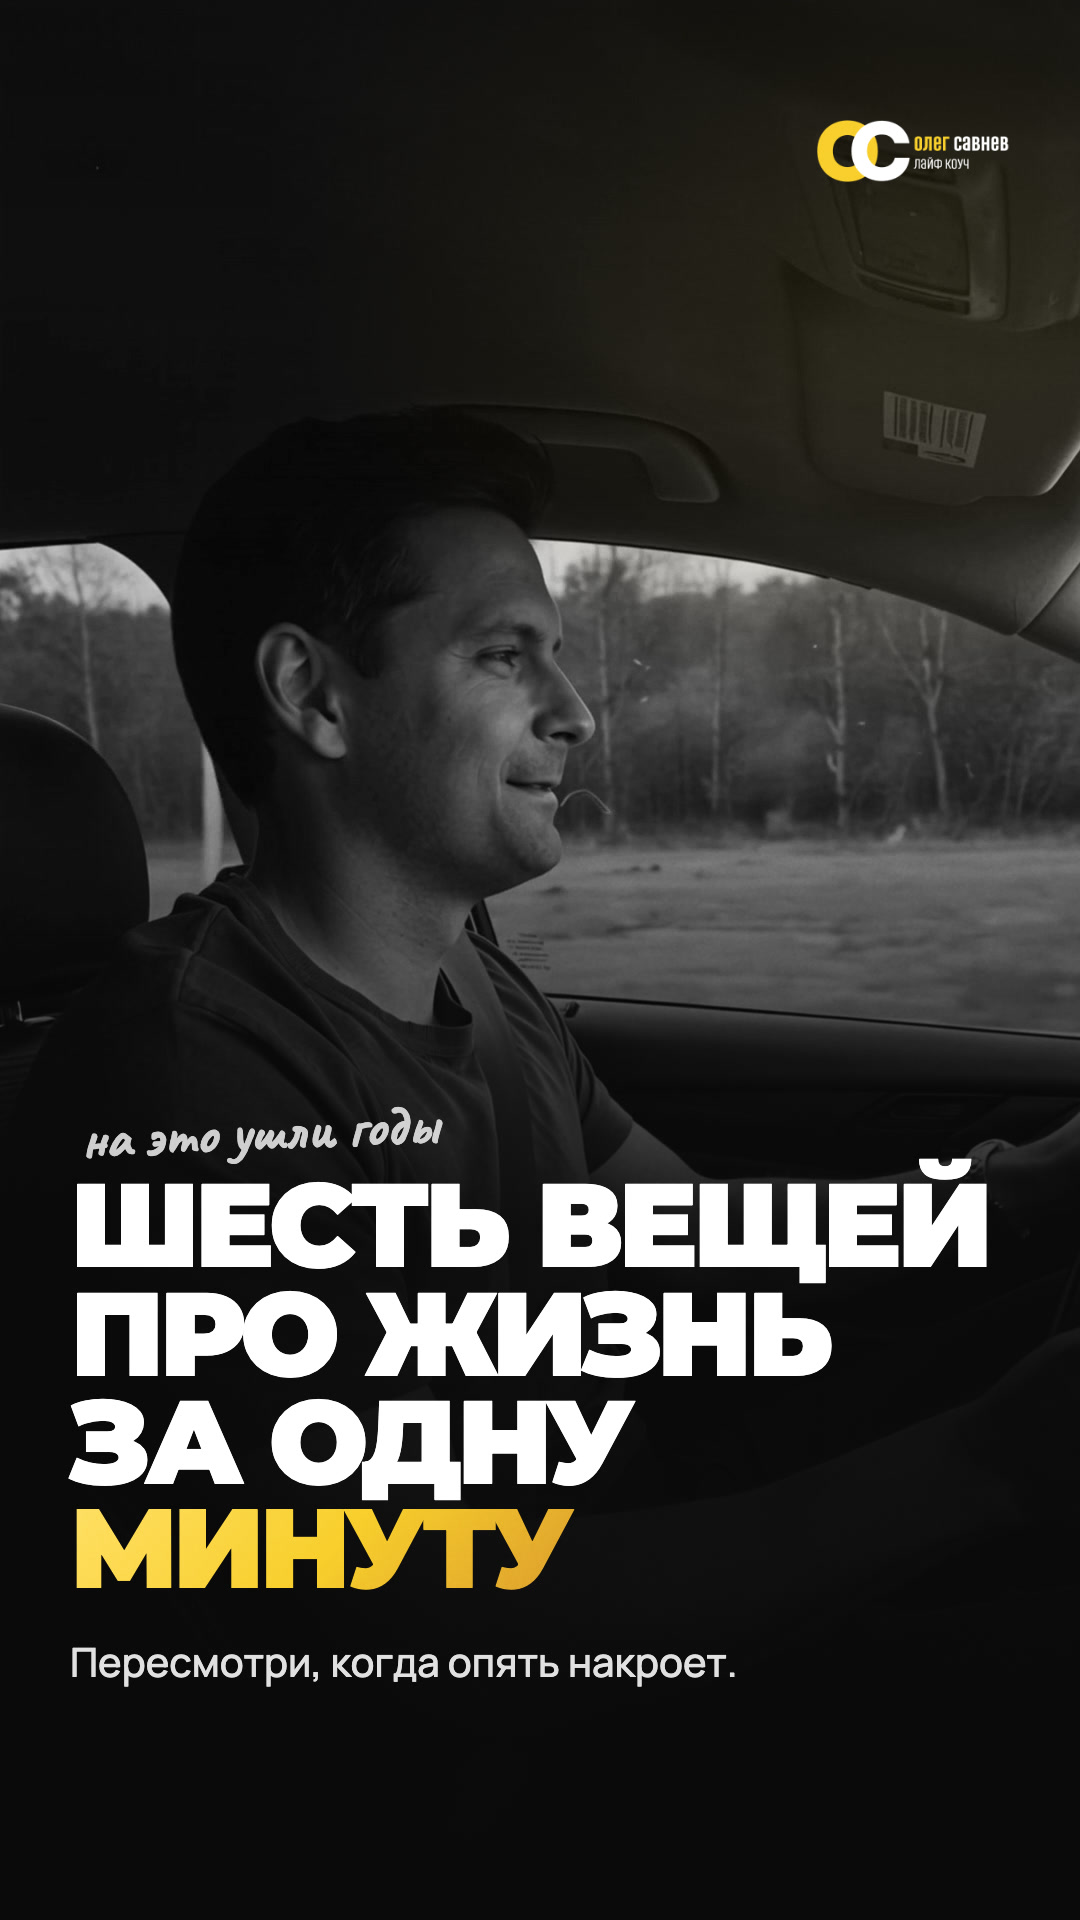 ОС олег савнев
лайф коуч
на это ушли годы
ШЕСТЬ ВЕЩЕЙ
ПРО ЖИЗНЬ
ЗА ОДНУ
МИНУТУ
Пересмотри, когда опять накроет.